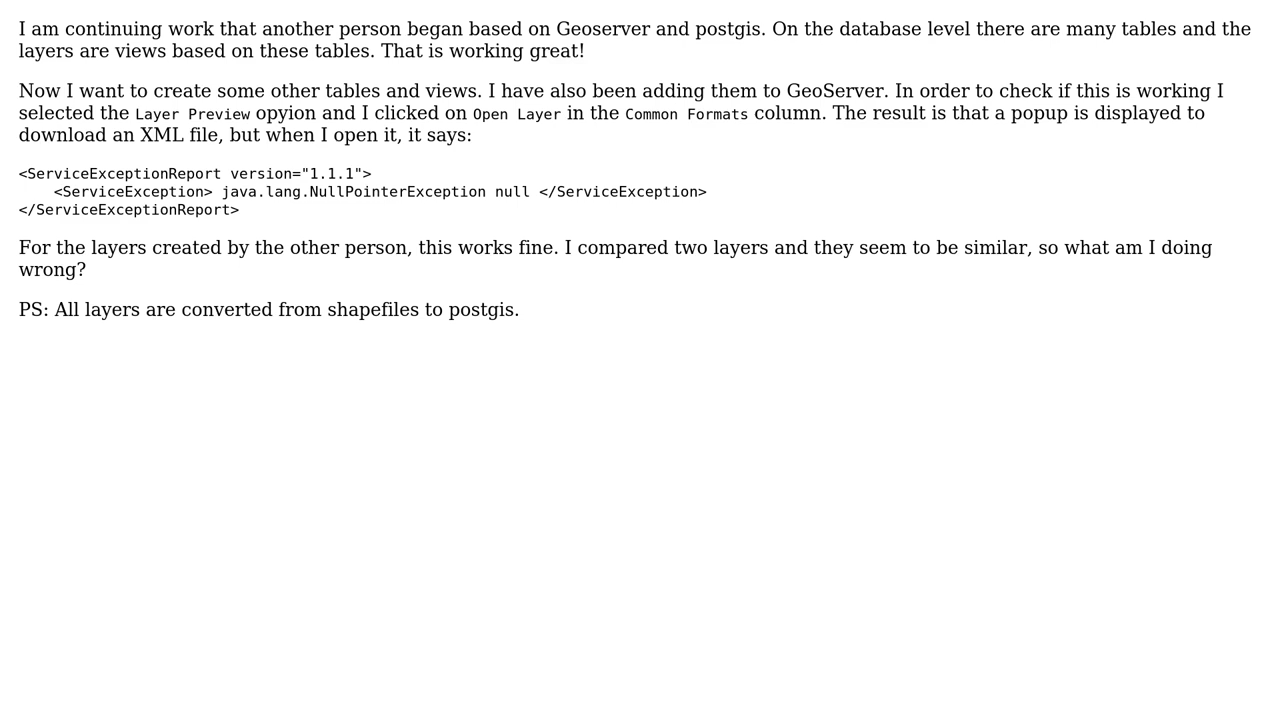 I am continuing work that another person began based on Geoserver and postgis. On the database level there are many tables and the
layers are views based on these tables. That is working great!
Now I want to create some other tables and views. I have also been adding them to GeoServer. In order to check if this is working I
selected the Layer Preview opyion and I clicked on Open Layer in the Common Formats column. The result is that a popup is displayed to
download an XML file, but when I open it, it says:
<ServiceExceptionReport version="1.1.1">
    <ServiceException> java.lang.NullPointerException null </ServiceException>
</ServiceExceptionReport>
For the layers created by the other person, this works fine. I compared two layers and they seem to be similar, so what am I doing
wrong?
PS: All layers are converted from shapefiles to postgis.